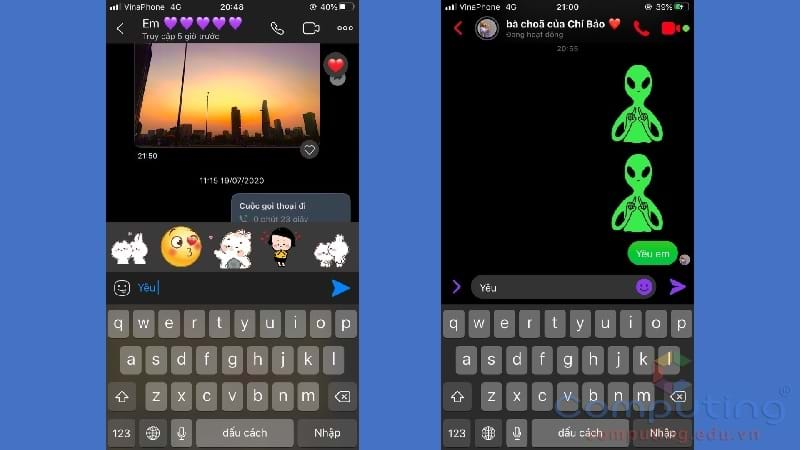 VinaPhone 4G
20:48
40%
Em 💜💜💜💜💜
Truy cập 5 giờ trước
21:50
11:15 19/07/2020
Cuộc gọi thoại đi
0 phút 23 giây
Yêu
q w e r t y u i o p
a s d f g h j k l
z x c v b n m
123
dấu cách
Nhập
VinaPhone 4G
21:00
39%
bà choã của Chí Bảo ❤️
Đang hoạt động
20:55
Yêu em
Yêu
q w e r t y u i o p
a s d f g h j k l
z x c v b n m
123
dấu cách
Nhập
Computing
computing.edu.vn